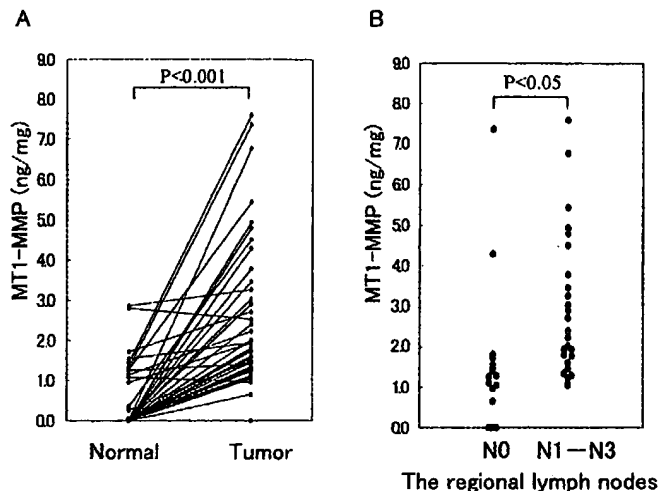 A
9.0
8.0
7.0
6.0
5.0
4.0
3.0
2.0
1.0
0.0
MT1-MMP (ng/mg)
P<0.001
Normal Tumor
B
9.0
8.0
7.0
6.0
5.0
4.0
3.0
2.0
1.0
0.0
MT1-MMP (ng/mg)
P<0.05
N0 N1-N3
The regional lymph nodes